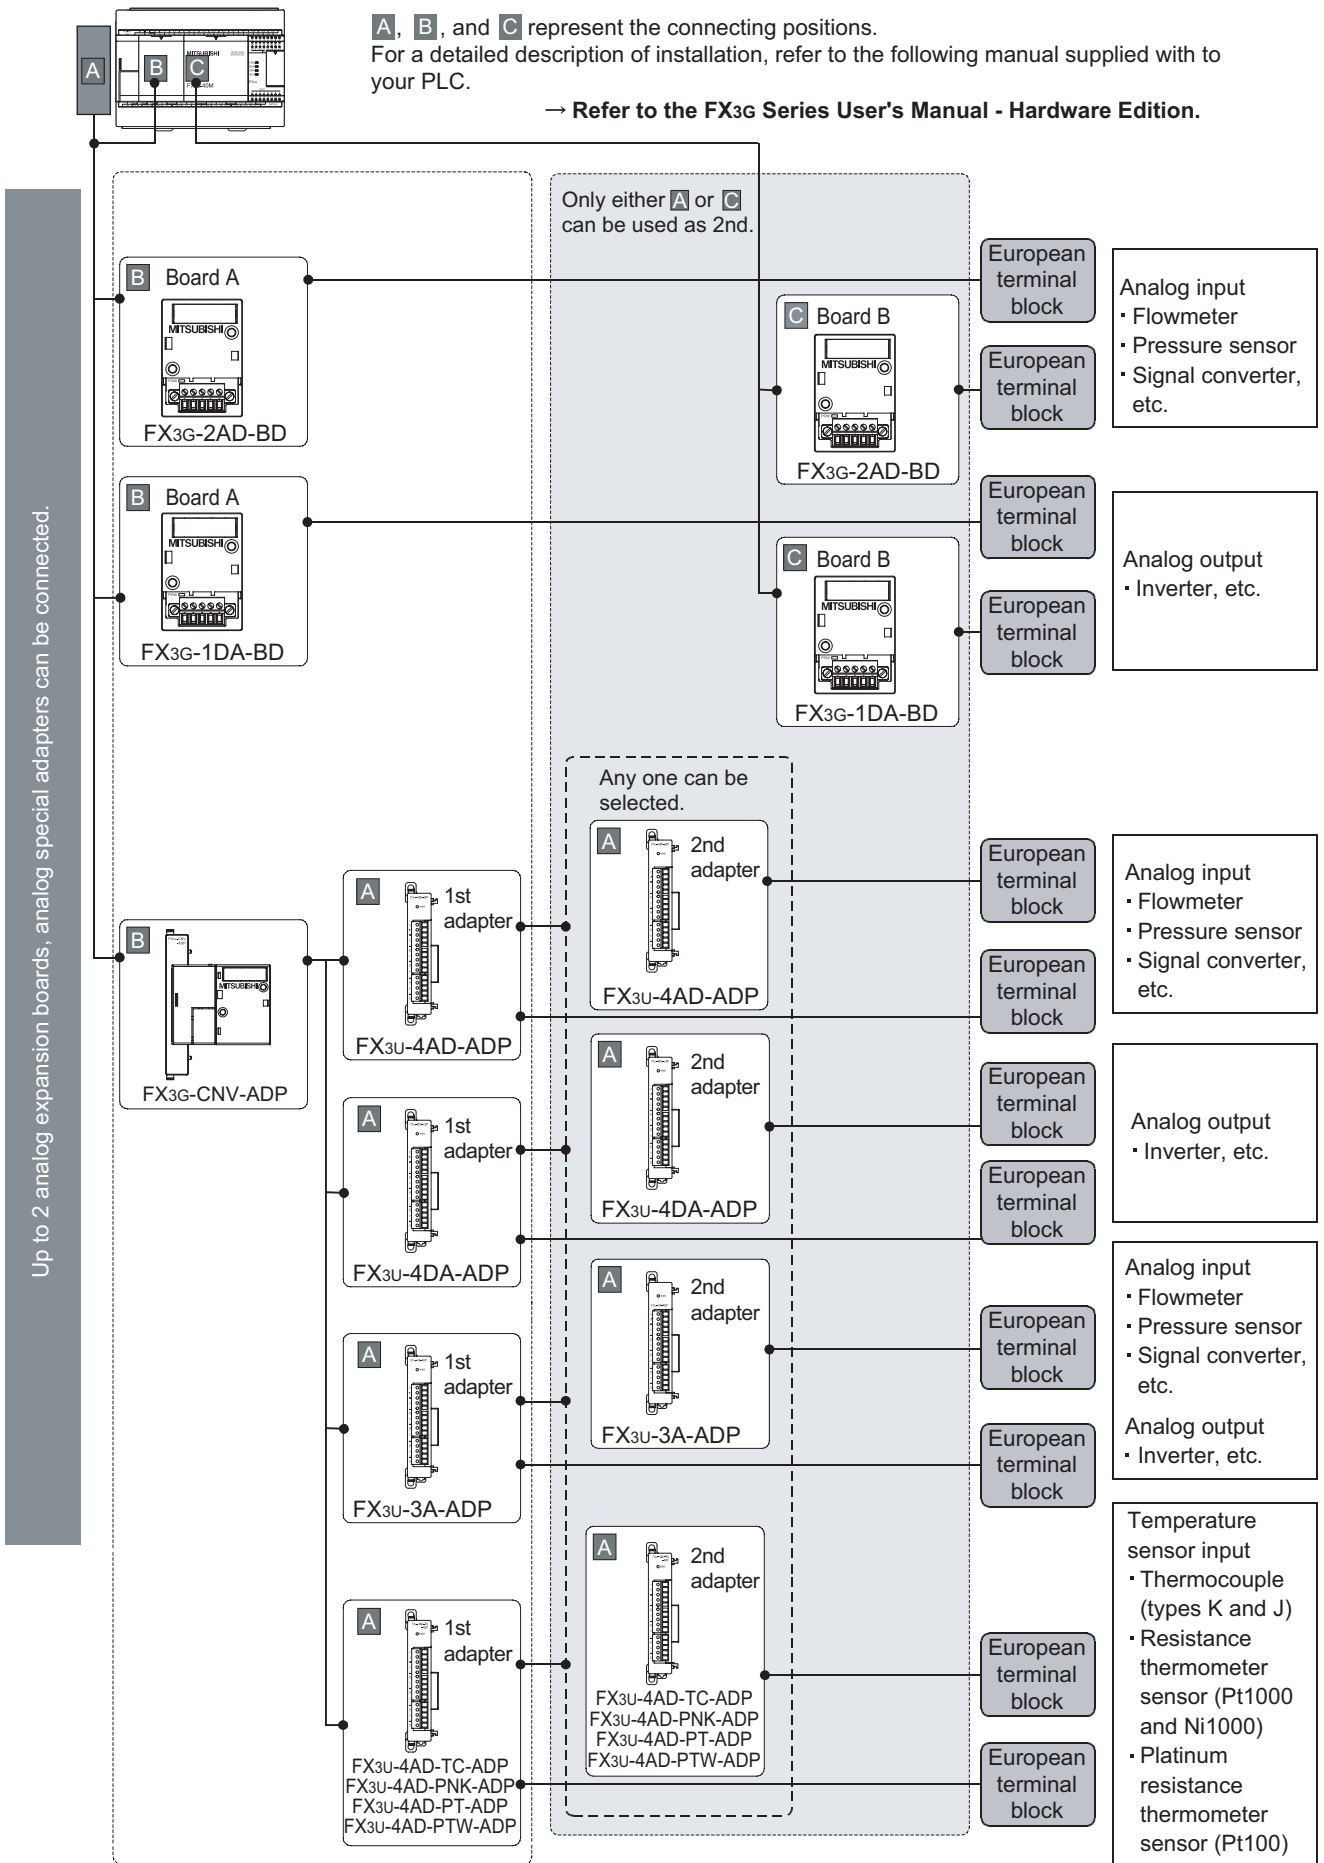 A, B, and C represent the connecting positions.
For a detailed description of installation, refer to the following manual supplied with to
your PLC.
→ Refer to the FX3G Series User's Manual - Hardware Edition.
A
B
C
MITSUBISHI
Up to 2 analog expansion boards, analog special adapters can be connected.
Only either A or C
can be used as 2nd.
B Board A
MITSUBISHI
FX3G-2AD-BD
C Board B
MITSUBISHI
FX3G-2AD-BD
European
terminal
block
European
terminal
block
Analog input
· Flowmeter
· Pressure sensor
· Signal converter,
etc.
B Board A
MITSUBISHI
FX3G-1DA-BD
C Board B
MITSUBISHI
FX3G-1DA-BD
European
terminal
block
European
terminal
block
Analog output
· Inverter, etc.
Any one can be
selected.
B
MITSUBISHI
FX3G-CNV-ADP
A 1st
adapter
FX3U-4AD-ADP
A 2nd
adapter
FX3U-4AD-ADP
European
terminal
block
European
terminal
block
Analog input
· Flowmeter
· Pressure sensor
· Signal converter,
etc.
A 1st
adapter
FX3U-4DA-ADP
A 2nd
adapter
FX3U-4DA-ADP
European
terminal
block
European
terminal
block
Analog output
· Inverter, etc.
A 1st
adapter
FX3U-3A-ADP
A 2nd
adapter
FX3U-3A-ADP
European
terminal
block
European
terminal
block
Analog input
· Flowmeter
· Pressure sensor
· Signal converter,
etc.
Analog output
· Inverter, etc.
A 1st
adapter
FX3U-4AD-TC-ADP
FX3U-4AD-PNK-ADP
FX3U-4AD-PT-ADP
FX3U-4AD-PTW-ADP
A 2nd
adapter
FX3U-4AD-TC-ADP
FX3U-4AD-PNK-ADP
FX3U-4AD-PT-ADP
FX3U-4AD-PTW-ADP
European
terminal
block
European
terminal
block
Temperature
sensor input
· Thermocouple
(types K and J)
· Resistance
thermometer
sensor (Pt1000
and Ni1000)
· Platinum
resistance
thermometer
sensor (Pt100)